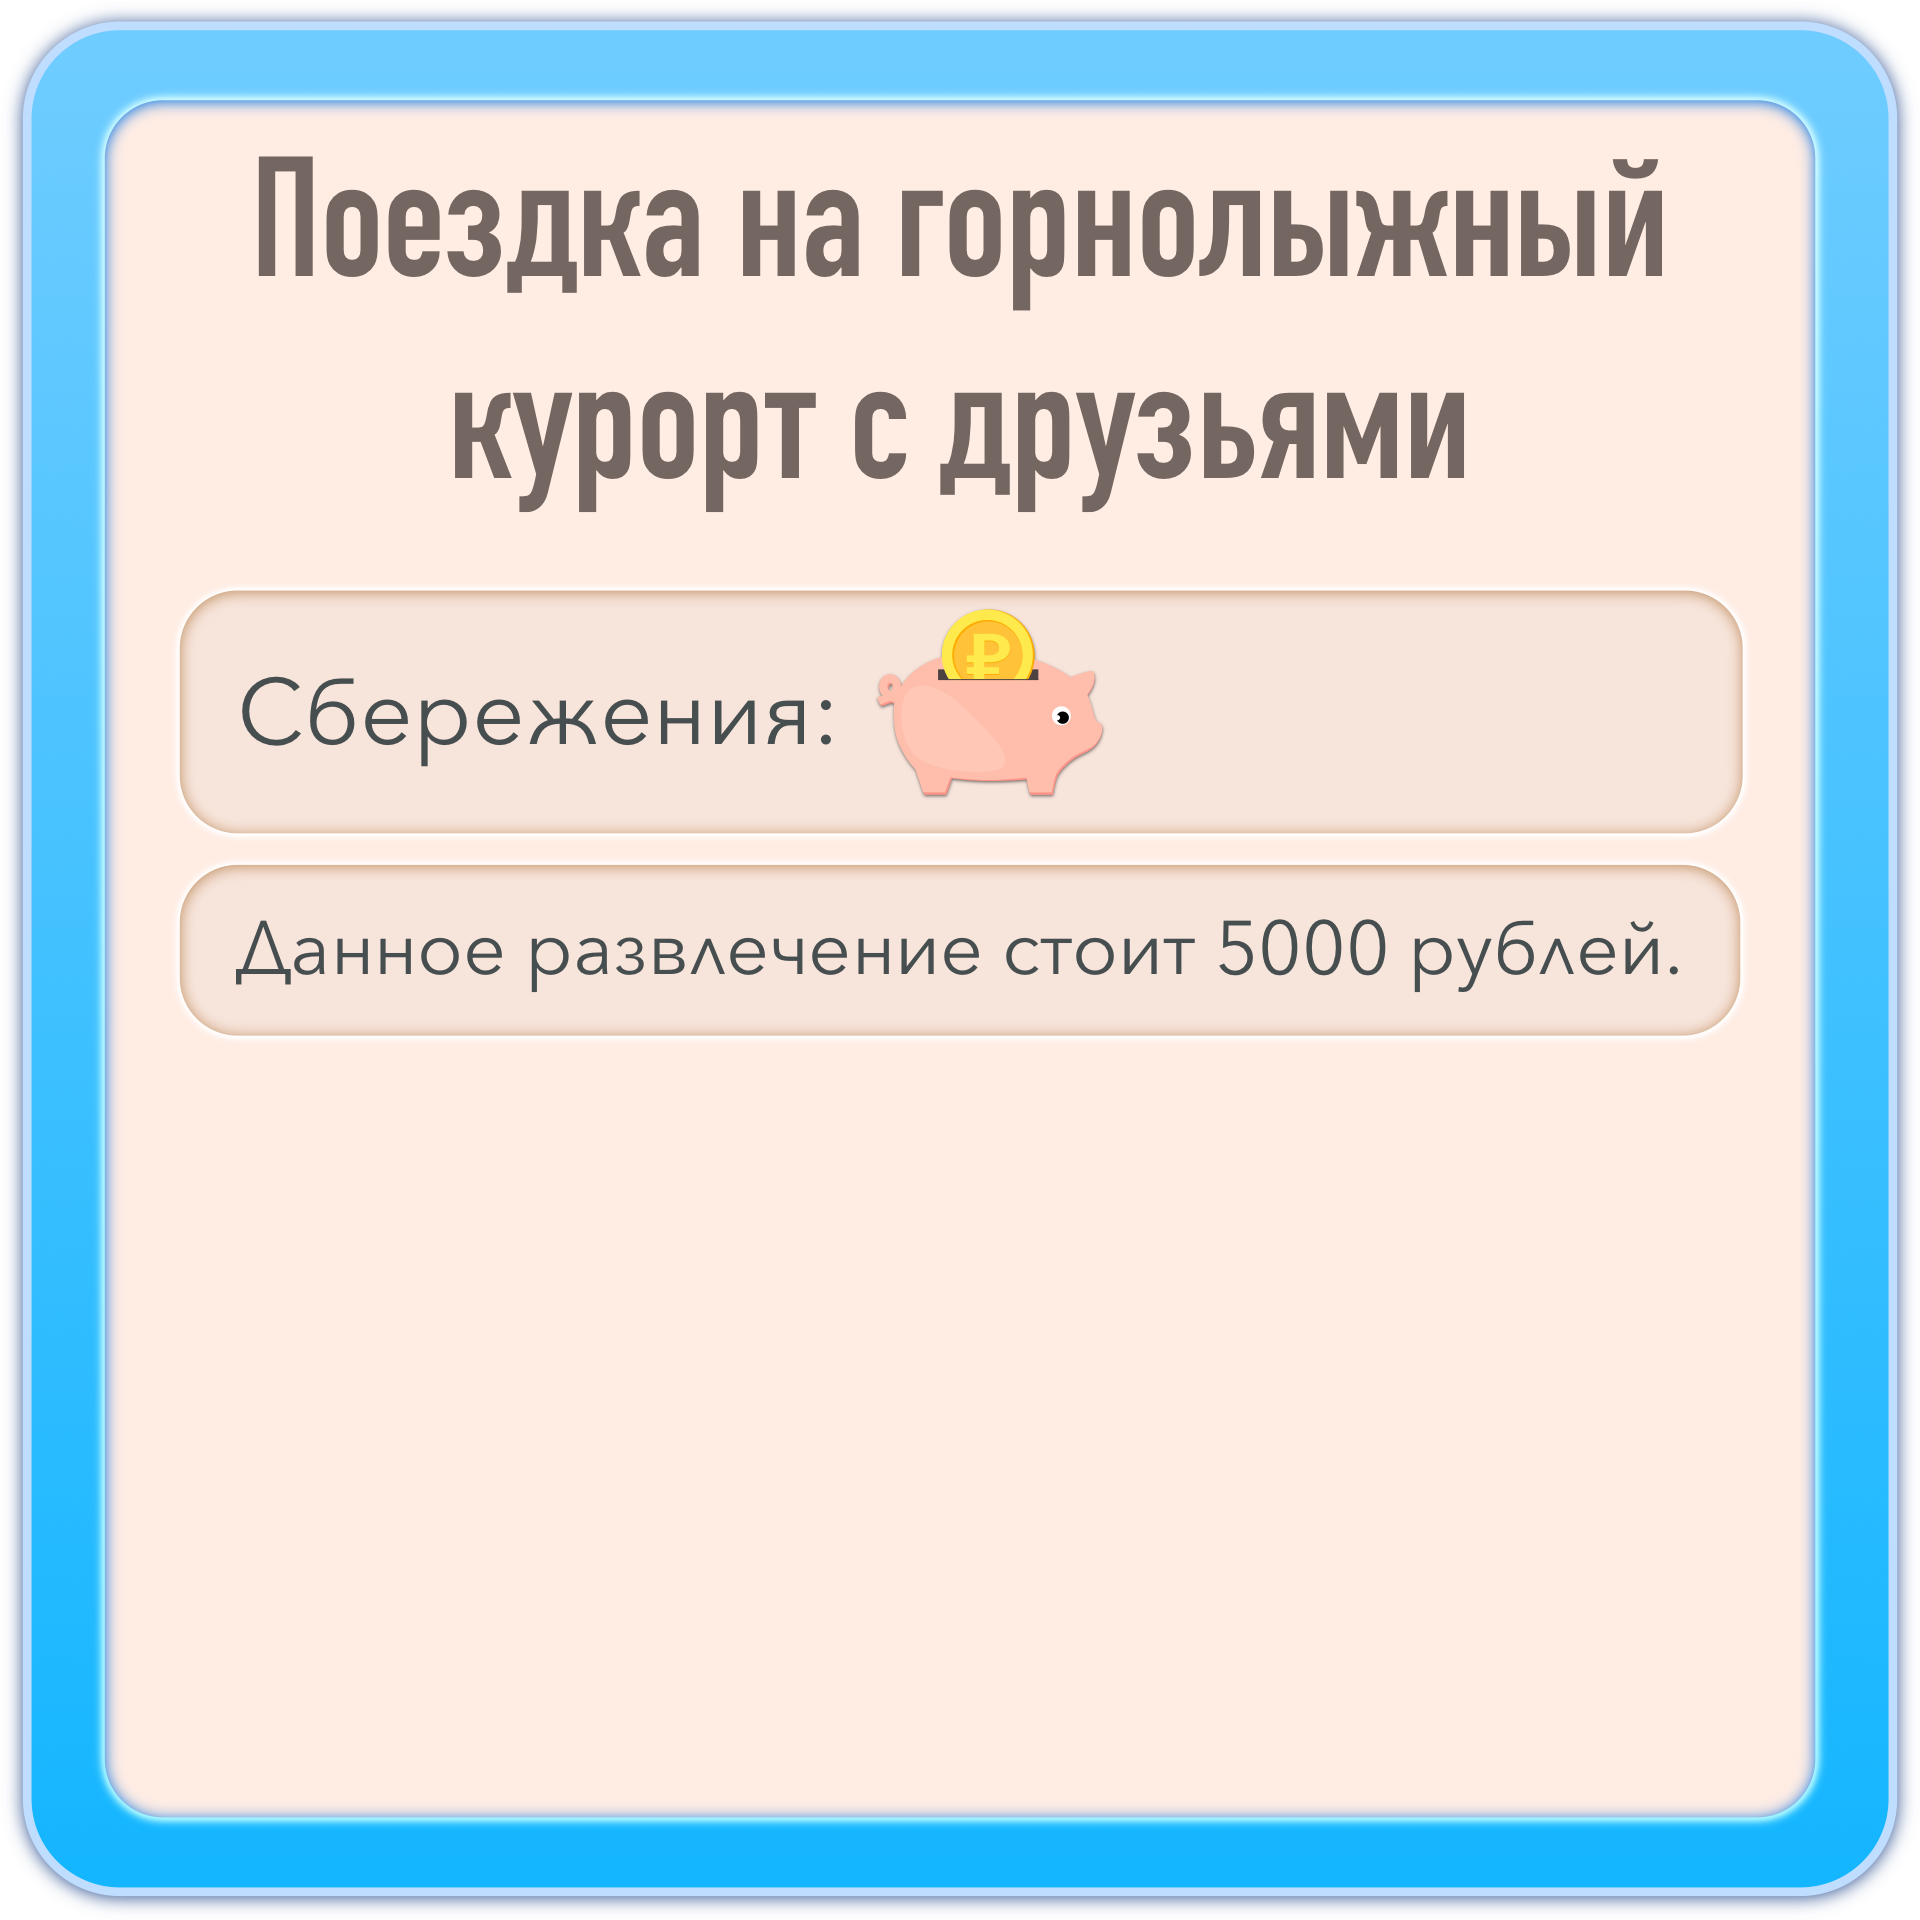 Поездка на горнолыжный
курорт с друзьями
Сбережения:
₽
Данное развлечение стоит 5000 рублей.